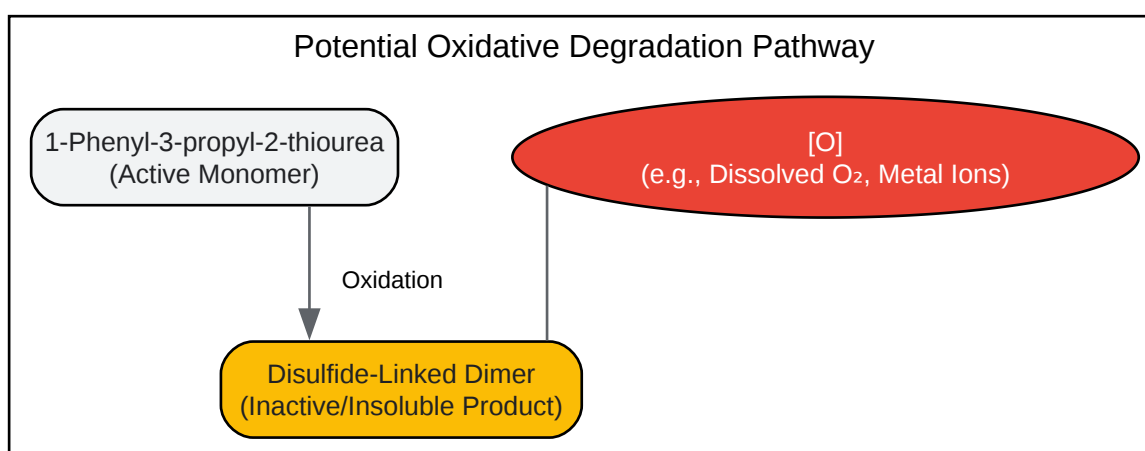 Potential Oxidative Degradation Pathway
1-Phenyl-3-propyl-2-thiourea
(Active Monomer)
[O]
(e.g., Dissolved O₂, Metal Ions)
Oxidation
Disulfide-Linked Dimer
(Inactive/Insoluble Product)